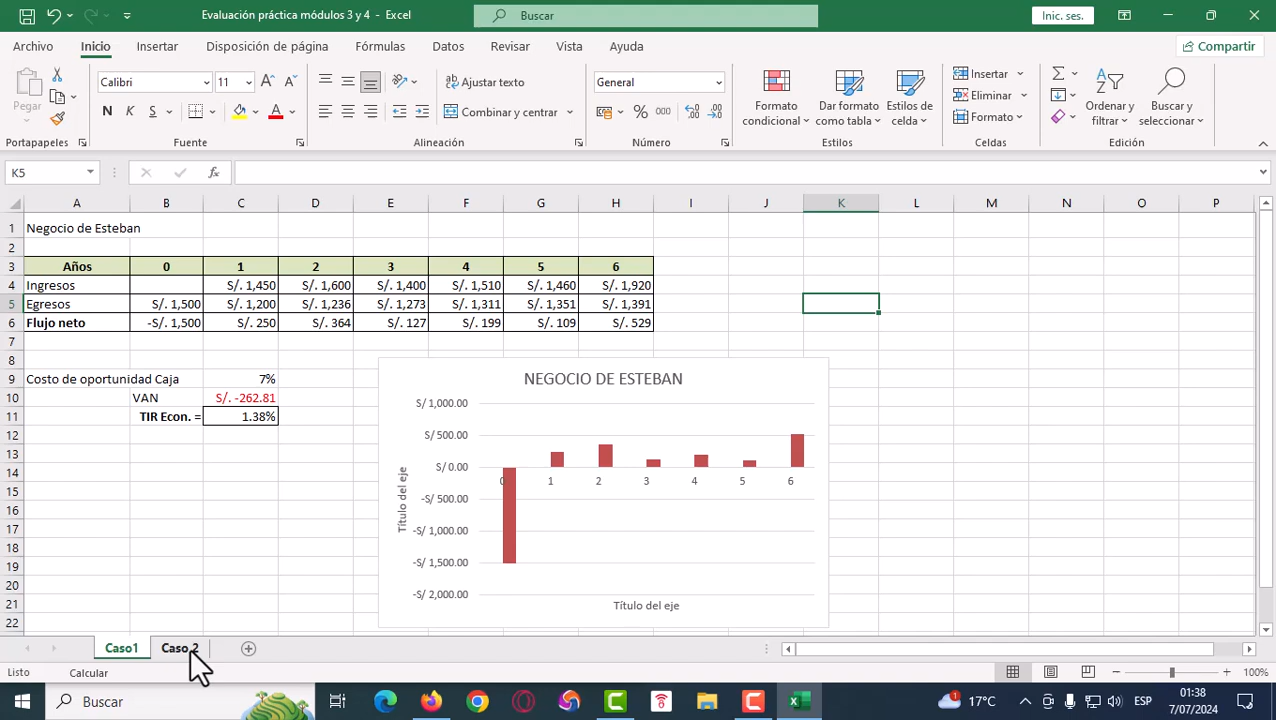 Evaluación práctica módulos 3 y 4 - Excel
Buscar
Inic. ses.
Archivo Inicio Insertar Disposición de página Fórmulas Datos Revisar Vista Ayuda
Compartir
Pegar
Portapapeles
Calibri 11
N K S
Fuente
Ajustar texto
Combinar y centrar
Alineación
General
% 000
Número
Formato condicional
Dar formato como tabla
Estilos de celda
Estilos
Insertar
Eliminar
Formato
Celdas
Ordenar y filtrar
Buscar y seleccionar
Edición
K5
A B C D E F G H I J K L M N O P
1 Negocio de Esteban
2
3 Años 0 1 2 3 4 5 6
4 Ingresos S/. 1,450 S/. 1,600 S/. 1,400 S/. 1,510 S/. 1,460 S/. 1,920
5 Egresos S/. 1,500 S/. 1,200 S/. 1,236 S/. 1,273 S/. 1,311 S/. 1,351 S/. 1,391
6 Flujo neto -S/. 1,500 S/. 250 S/. 364 S/. 127 S/. 199 S/. 109 S/. 529
7
8
9 Costo de oportunidad Caja 7%
10 VAN S/. -262.81
11 TIR Econ. = 1.38%
12
13
14
15
16
17
18
19
20
21
22
NEGOCIO DE ESTEBAN
S/ 1,000.00
S/ 500.00
S/ 0.00
-S/ 500.00
-S/ 1,000.00
-S/ 1,500.00
-S/ 2,000.00
0 1 2 3 4 5 6
Título del eje
Título del eje
Caso1 Caso 2
Listo Calcular 100%
Buscar
1 17°C ESP 01:38
7/07/2024